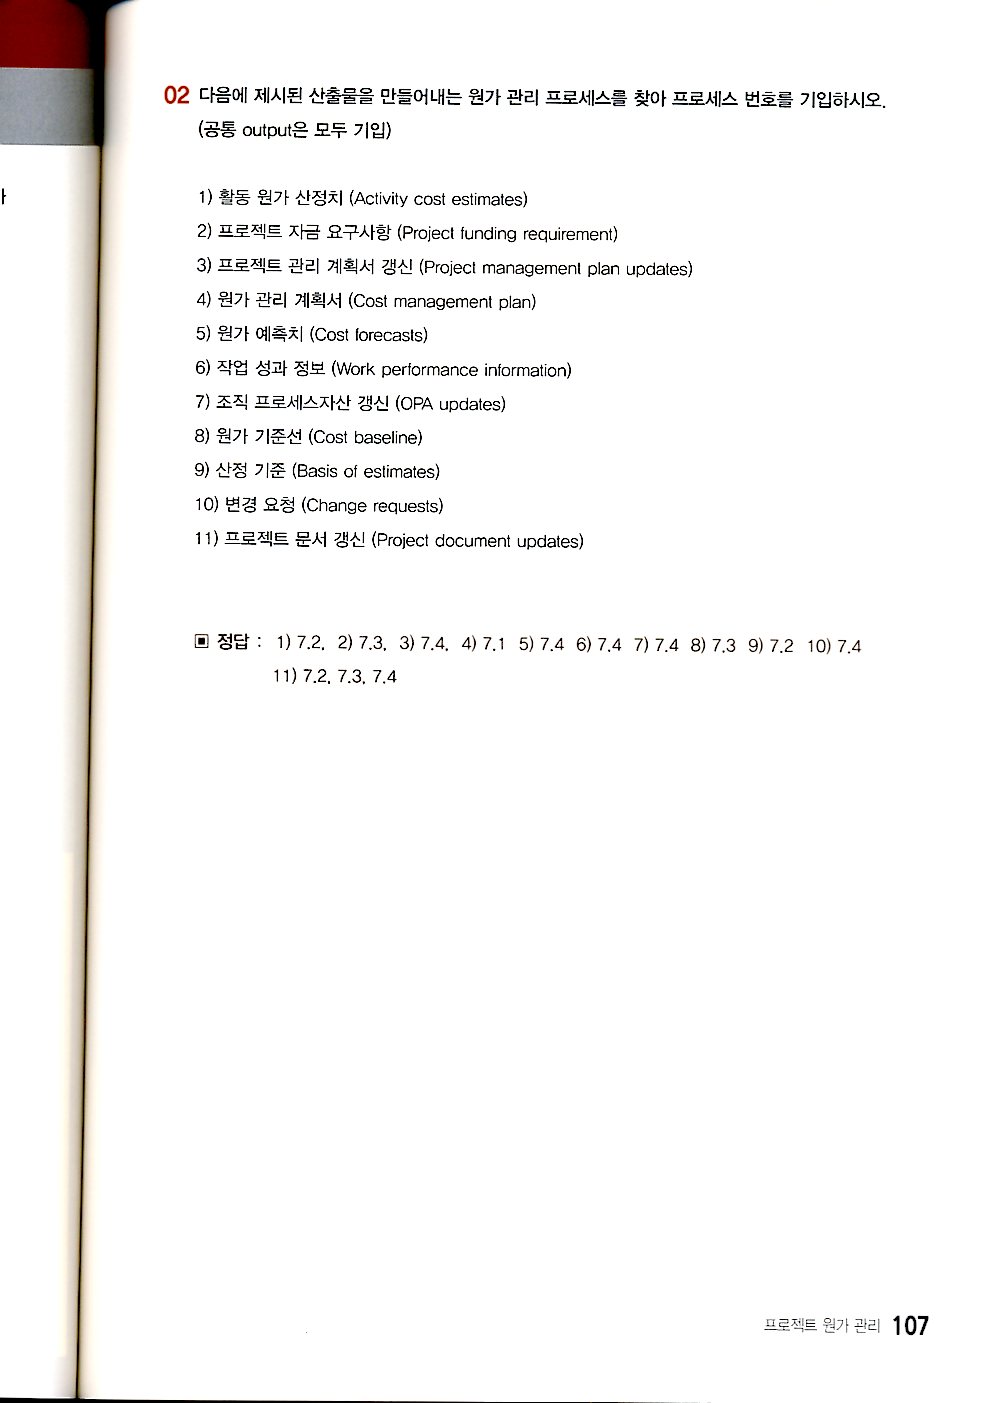 02 다음에 제시된 산출물을 만들어내는 원가 관리 프로세스를 찾아 프로세스 번호를 기입하시오.
(공통 output은 모두 기입)
1) 활동 원가 산정치 (Activity cost estimates)
2) 프로젝트 자금 요구사항 (Project funding requirement)
3) 프로젝트 관리 계획서 갱신 (Project management plan updates)
4) 원가 관리 계획서 (Cost management plan)
5) 원가 예측치 (Cost forecasts)
6) 작업 성과 정보 (Work performance information)
7) 조직 프로세스자산 갱신 (OPA updates)
8) 원가 기준선 (Cost baseline)
9) 산정 기준 (Basis of estimates)
10) 변경 요청 (Change requests)
11) 프로젝트 문서 갱신 (Project document updates)
▣ 정답 : 1) 7.2, 2) 7.3, 3) 7.4, 4) 7.1 5) 7.4 6) 7.4 7) 7.4 8) 7.3 9) 7.2 10) 7.4
11) 7.2, 7.3, 7.4
프로젝트 원가 관리 107